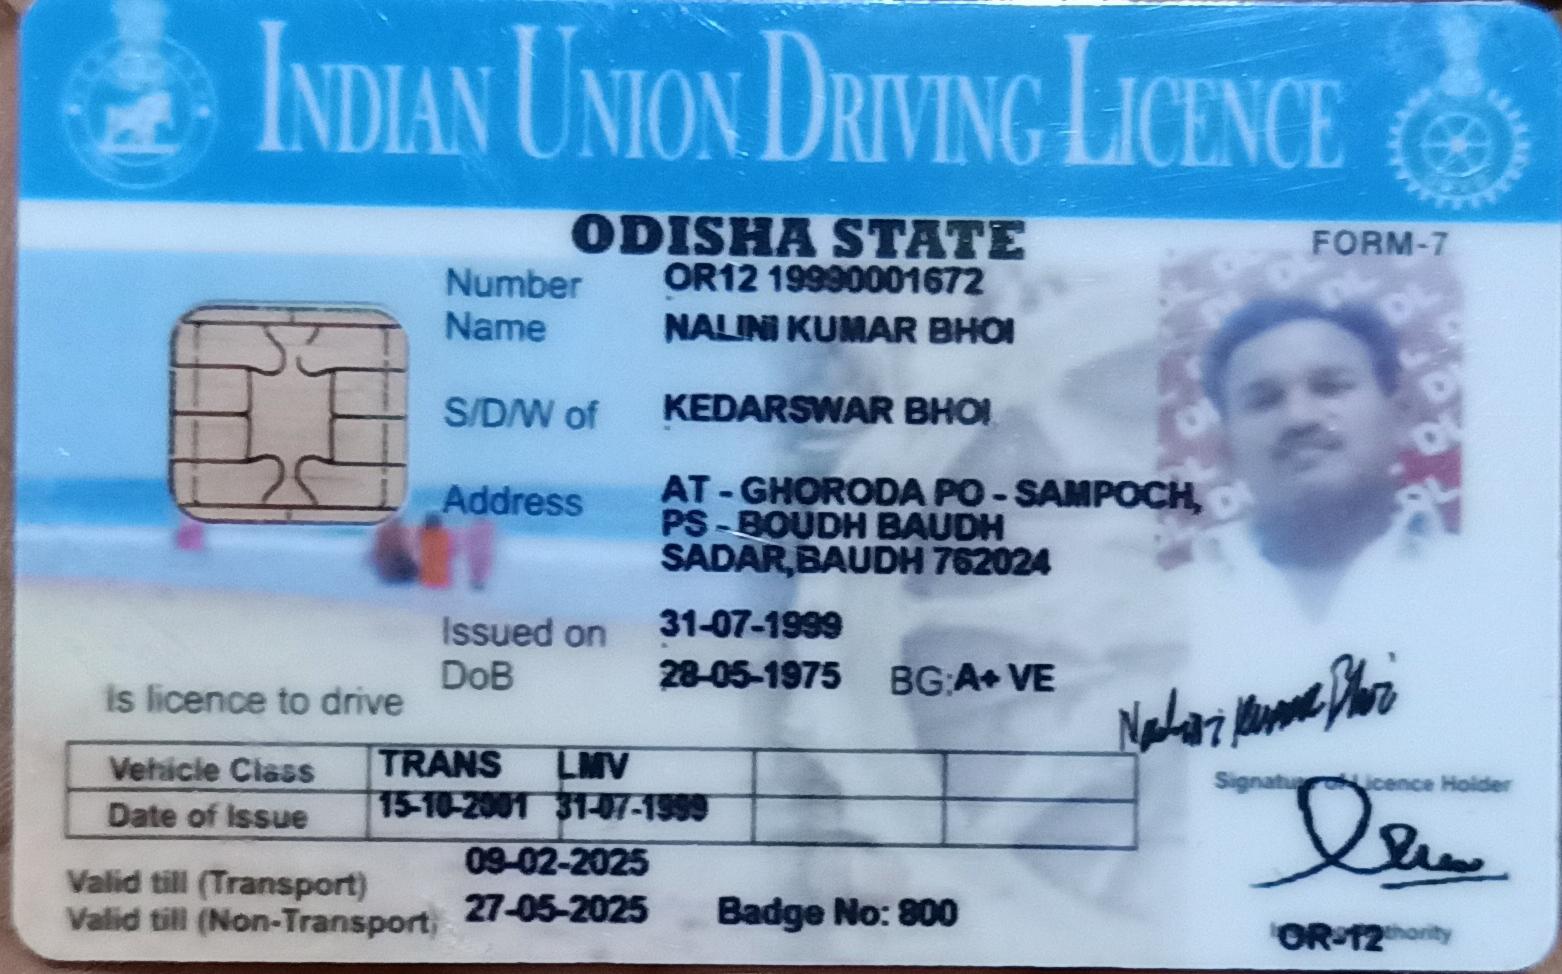 INDIAN UNION DRIVING LICENCE
ODISHA STATE
FORM-7
Number OR12 19990001672
Name NALINI KUMAR BHOI
S/D/W of KEDARSWAR BHOI
Address AT - GHORODA PO - SAMPOCH,
PS - BOUDH BAUDH
SADAR,BAUDH 762024
Issued on 31-07-1999
DoB 28-05-1975 BG:A+ VE
Is licence to drive
Nalini Kumar Bhoi
Vehicle Class TRANS LMV
Signature of Licence Holder
Date of Issue 15-10-2001 31-07-1999
Valid till (Transport) 09-02-2025
Valid till (Non-Transport) 27-05-2025 Badge No: 800
OR-12